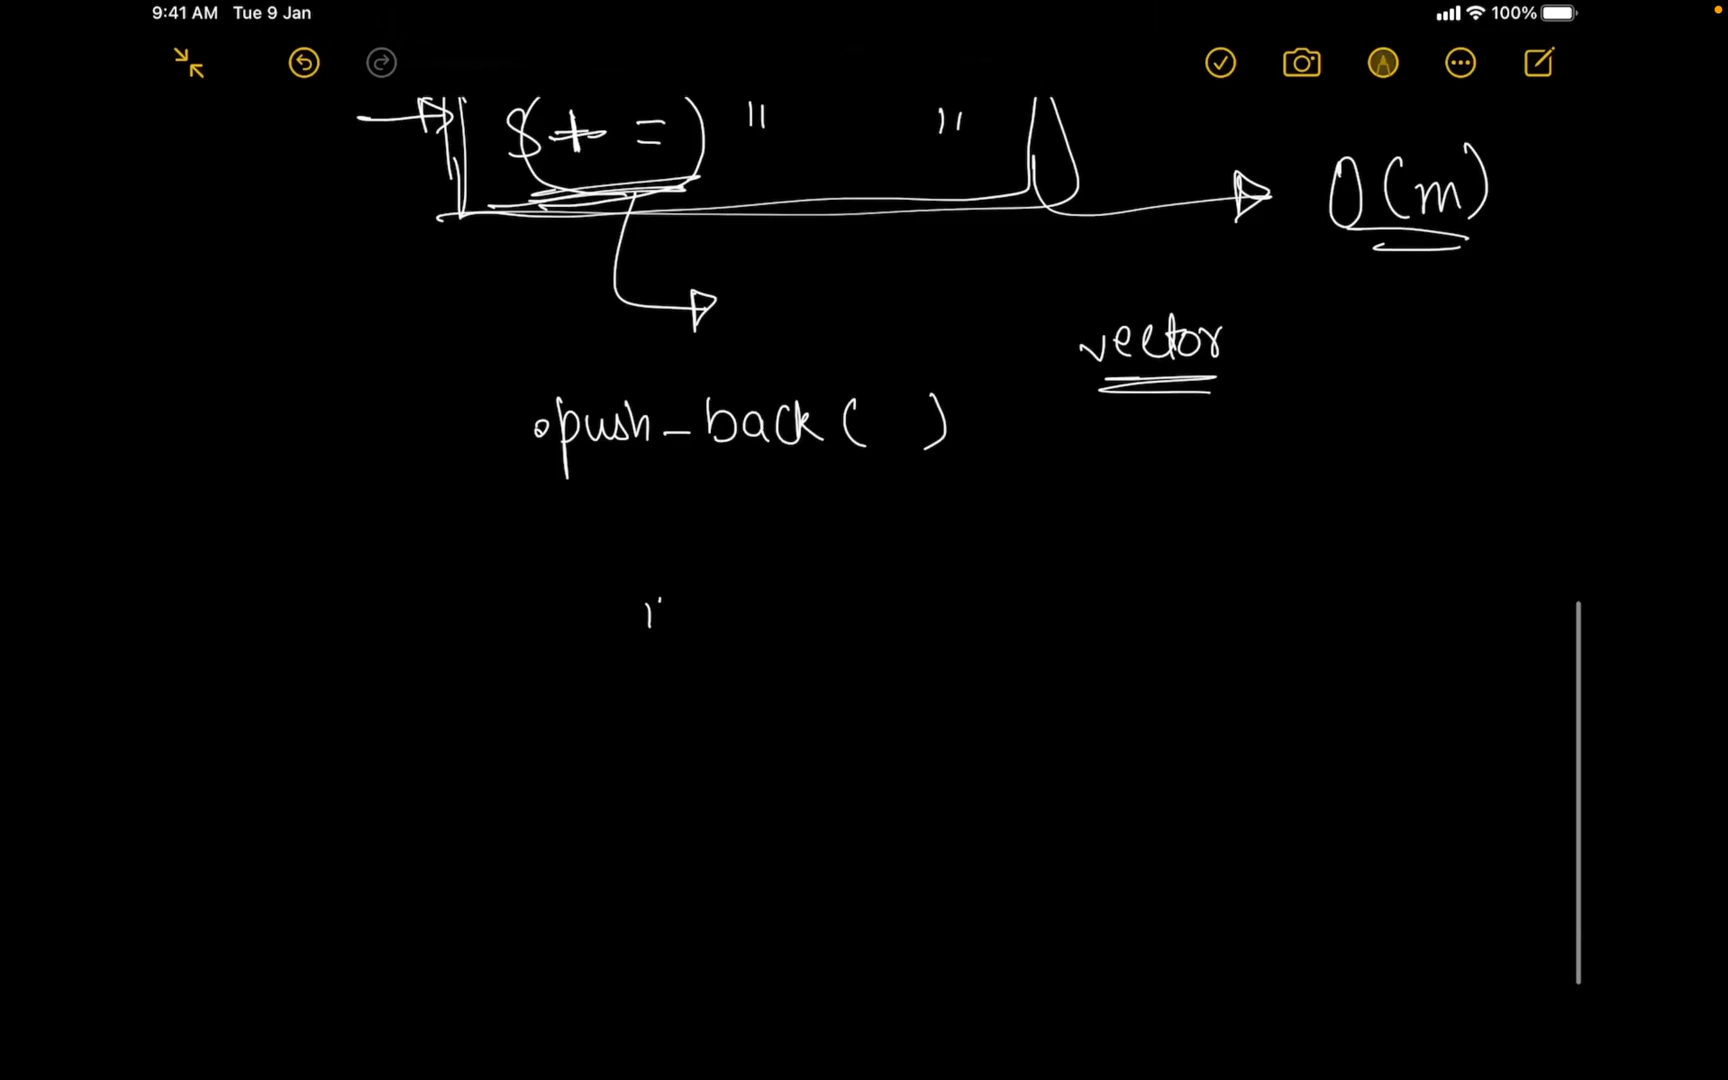 9:41 AM Tue 9 Jan 100%
S += " "
O(m)
vector
.push_back( )